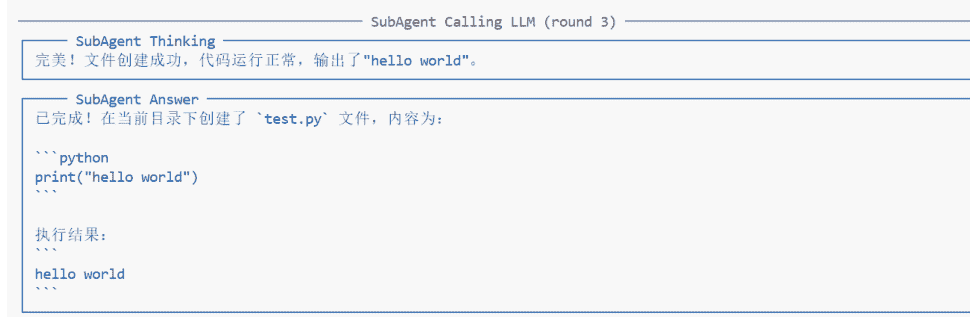 SubAgent Calling LLM (round 3)
SubAgent Thinking
完美！文件创建成功，代码运行正常，输出了"hello world"。
SubAgent Answer
已完成！在当前目录下创建了 `test.py` 文件，内容为：
```python
print("hello world")
```
执行结果：
```
hello world
```